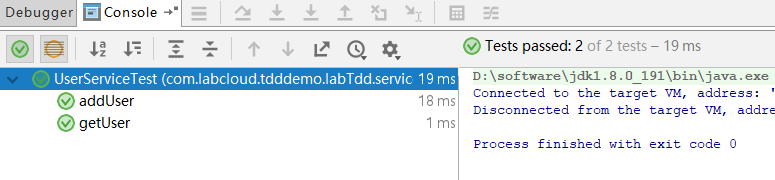 Debugger Console
Tests passed: 2 of 2 tests – 19 ms
UserServiceTest (com.labcloud.tdddemo.labTdd.servic 19 ms
addUser 18 ms
getUser 1 ms
D:\software\jdk1.8.0_191\bin\java.exe
Connected to the target VM, address: '
Disconnected from the target VM, addre
Process finished with exit code 0